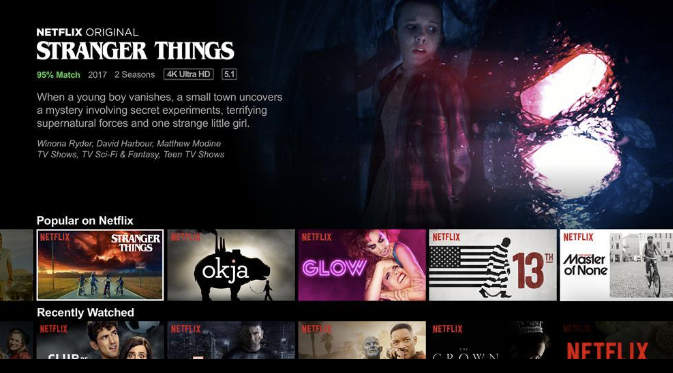 NETFLIX ORIGINAL
STRANGER THINGS
95% Match 2017 2 Seasons 4K Ultra HD 5.1
When a young boy vanishes, a small town uncovers
a mystery involving secret experiments, terrifying
supernatural forces and one strange little girl.
Winona Ryder, David Harbour, Matthew Modine
TV Shows, TV Sci-Fi & Fantasy, Teen TV Shows
Popular on Netflix
NETFLIX STRANGER THINGS
NETFLIX okja
NETFLIX GLOW
NETFLIX 13TH
NETFLIX Master of None
Recently Watched
NETFLIX CLUB
NETFLIX
NETFLIX
NETFLIX THE CROWN
NETFLIX